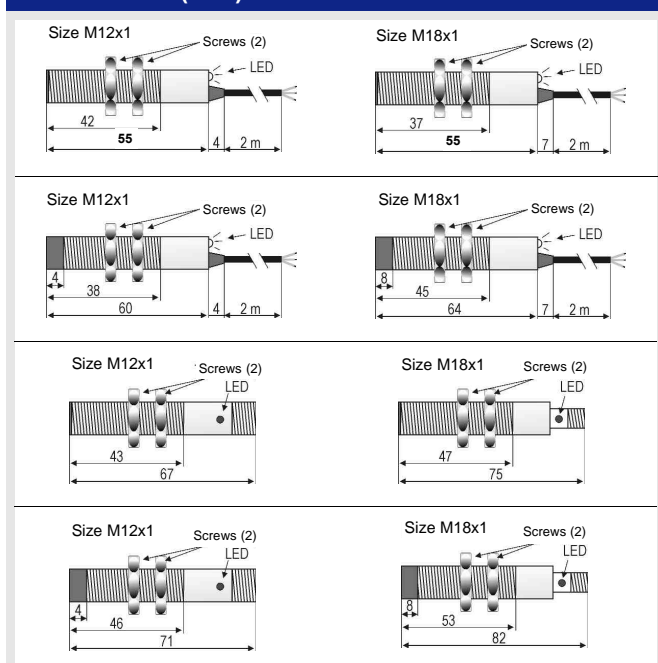 Size M12x1
Screws (2)
LED
42
55
4
2 m
Size M18x1
Screws (2)
LED
37
55
7
2 m
Size M12x1
Screws (2)
LED
4
38
60
4
2 m
Size M18x1
Screws (2)
LED
8
45
64
7
2 m
Size M12x1
Screws (2)
LED
43
67
Size M18x1
Screws (2)
LED
47
75
Size M12x1
Screws (2)
LED
4
46
71
Size M18x1
Screws (2)
LED
8
53
82